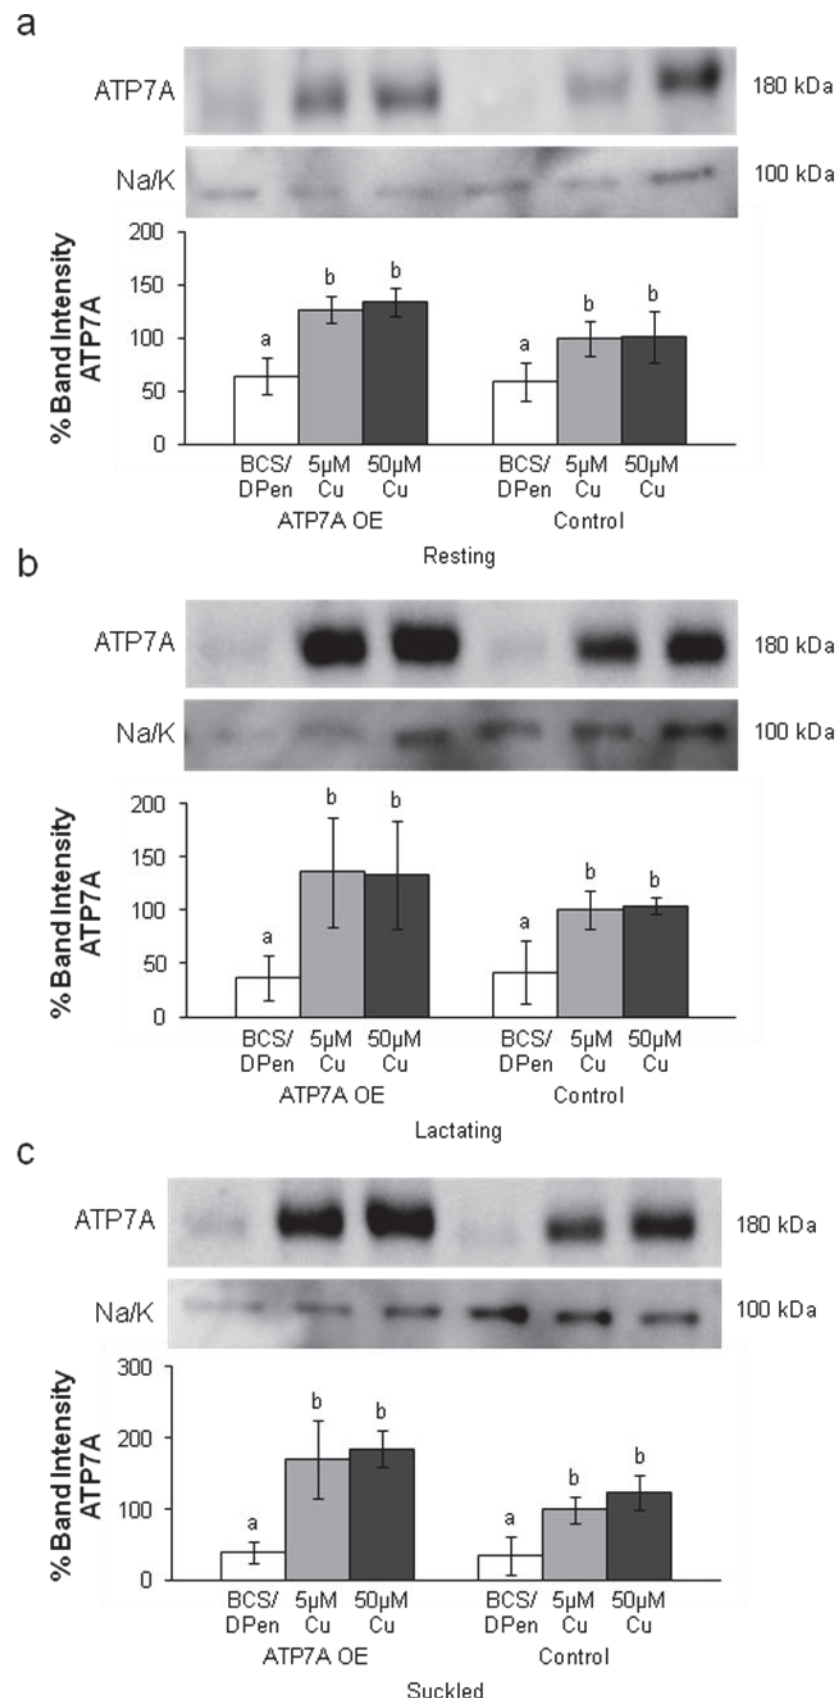 a
ATP7A
180 kDa
Na/K
100 kDa
% Band Intensity
ATP7A
200
150
100
50
0
a
b
b
a
b
b
BCS/ 5µM 50µM BCS/ 5µM 50µM
DPen Cu Cu DPen Cu Cu
ATP7A OE Control
Resting
b
ATP7A
180 kDa
Na/K
100 kDa
% Band Intensity
ATP7A
200
150
100
50
0
a
b
b
a
b
b
BCS/ 5µM 50µM BCS/ 5µM 50µM
DPen Cu Cu DPen Cu Cu
ATP7A OE Control
Lactating
c
ATP7A
180 kDa
Na/K
100 kDa
% Band Intensity
ATP7A
300
200
100
0
a
b
b
a
b
b
BCS/ 5µM 50µM BCS/ 5µM 50µM
DPen Cu Cu DPen Cu Cu
ATP7A OE Control
Suckled